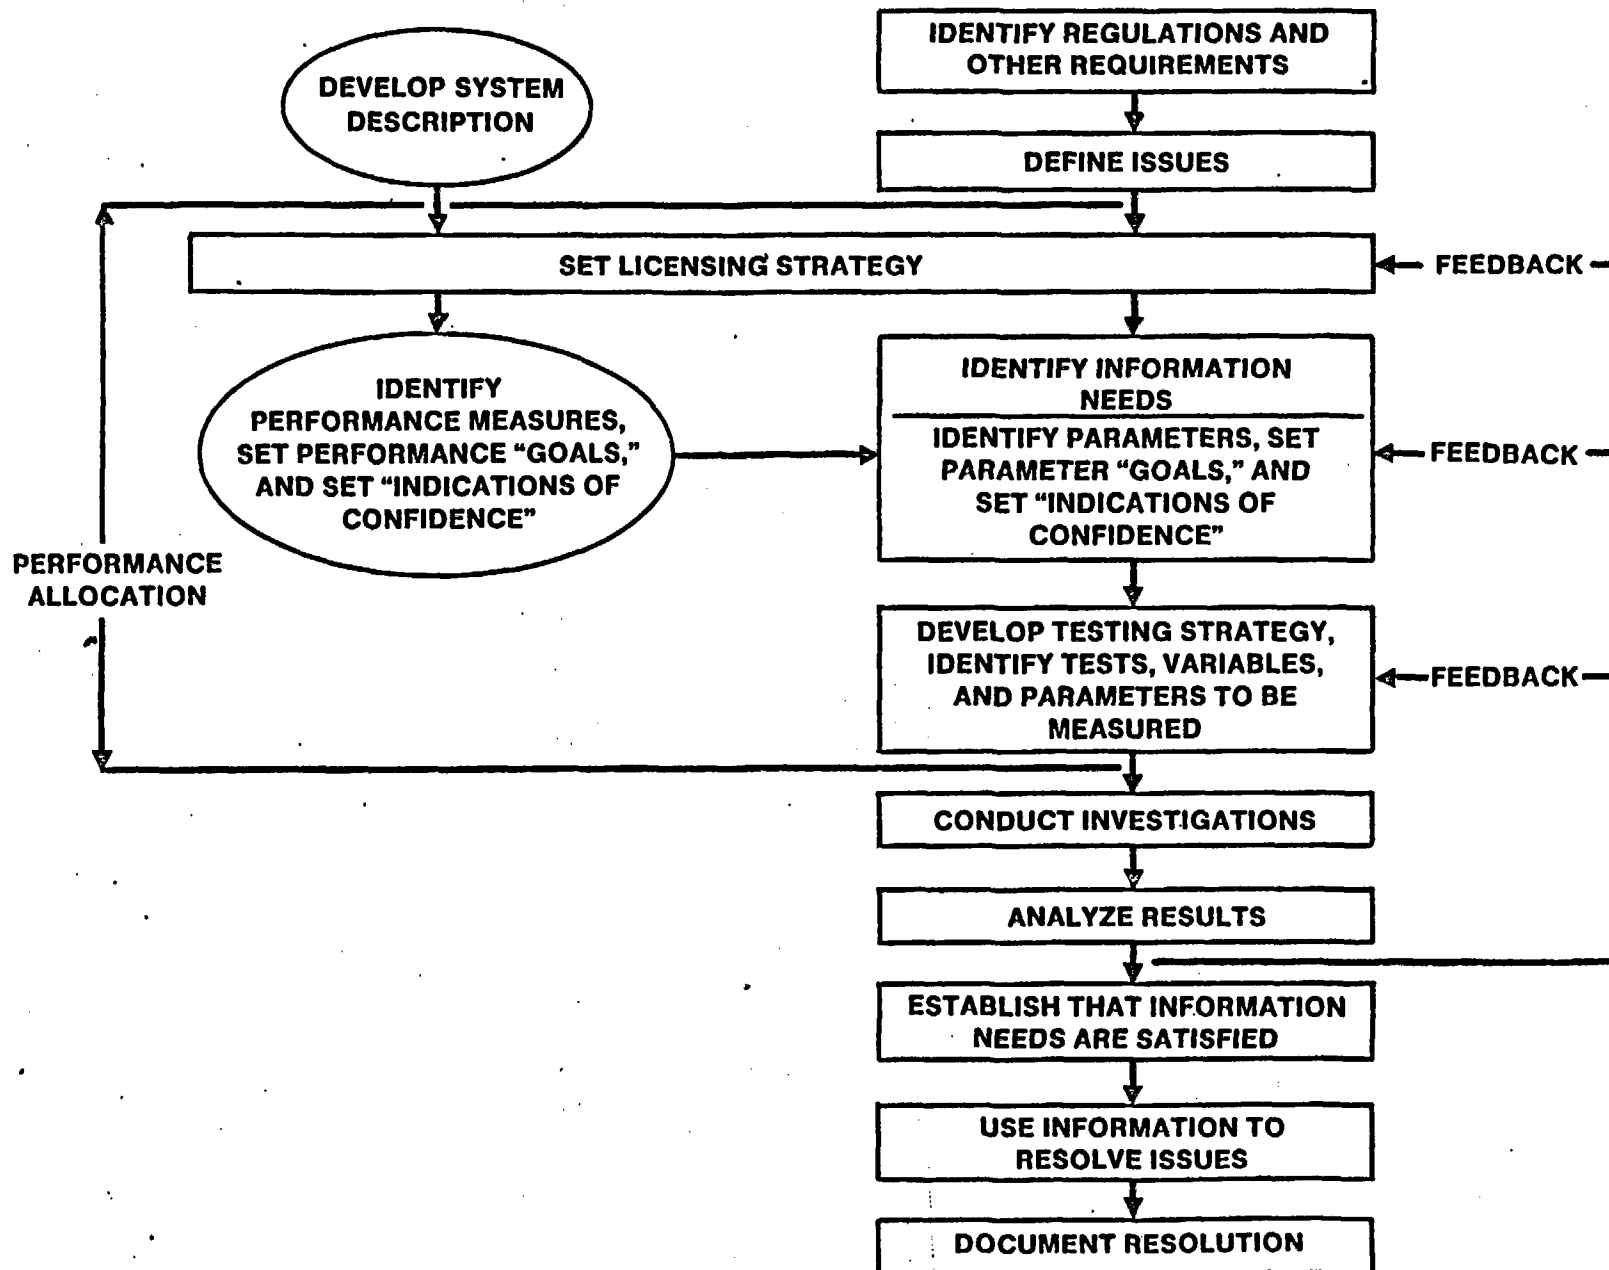 IDENTIFY REGULATIONS AND
OTHER REQUIREMENTS
DEVELOP SYSTEM
DESCRIPTION
DEFINE ISSUES
SET LICENSING STRATEGY
FEEDBACK
IDENTIFY
PERFORMANCE MEASURES,
SET PERFORMANCE “GOALS,”
AND SET “INDICATIONS OF
CONFIDENCE”
IDENTIFY INFORMATION
NEEDS
IDENTIFY PARAMETERS, SET
PARAMETER “GOALS,” AND
SET “INDICATIONS OF
CONFIDENCE”
FEEDBACK
PERFORMANCE
ALLOCATION
DEVELOP TESTING STRATEGY,
IDENTIFY TESTS, VARIABLES,
AND PARAMETERS TO BE
MEASURED
FEEDBACK
CONDUCT INVESTIGATIONS
ANALYZE RESULTS
ESTABLISH THAT INFORMATION
NEEDS ARE SATISFIED
USE INFORMATION TO
RESOLVE ISSUES
DOCUMENT RESOLUTION